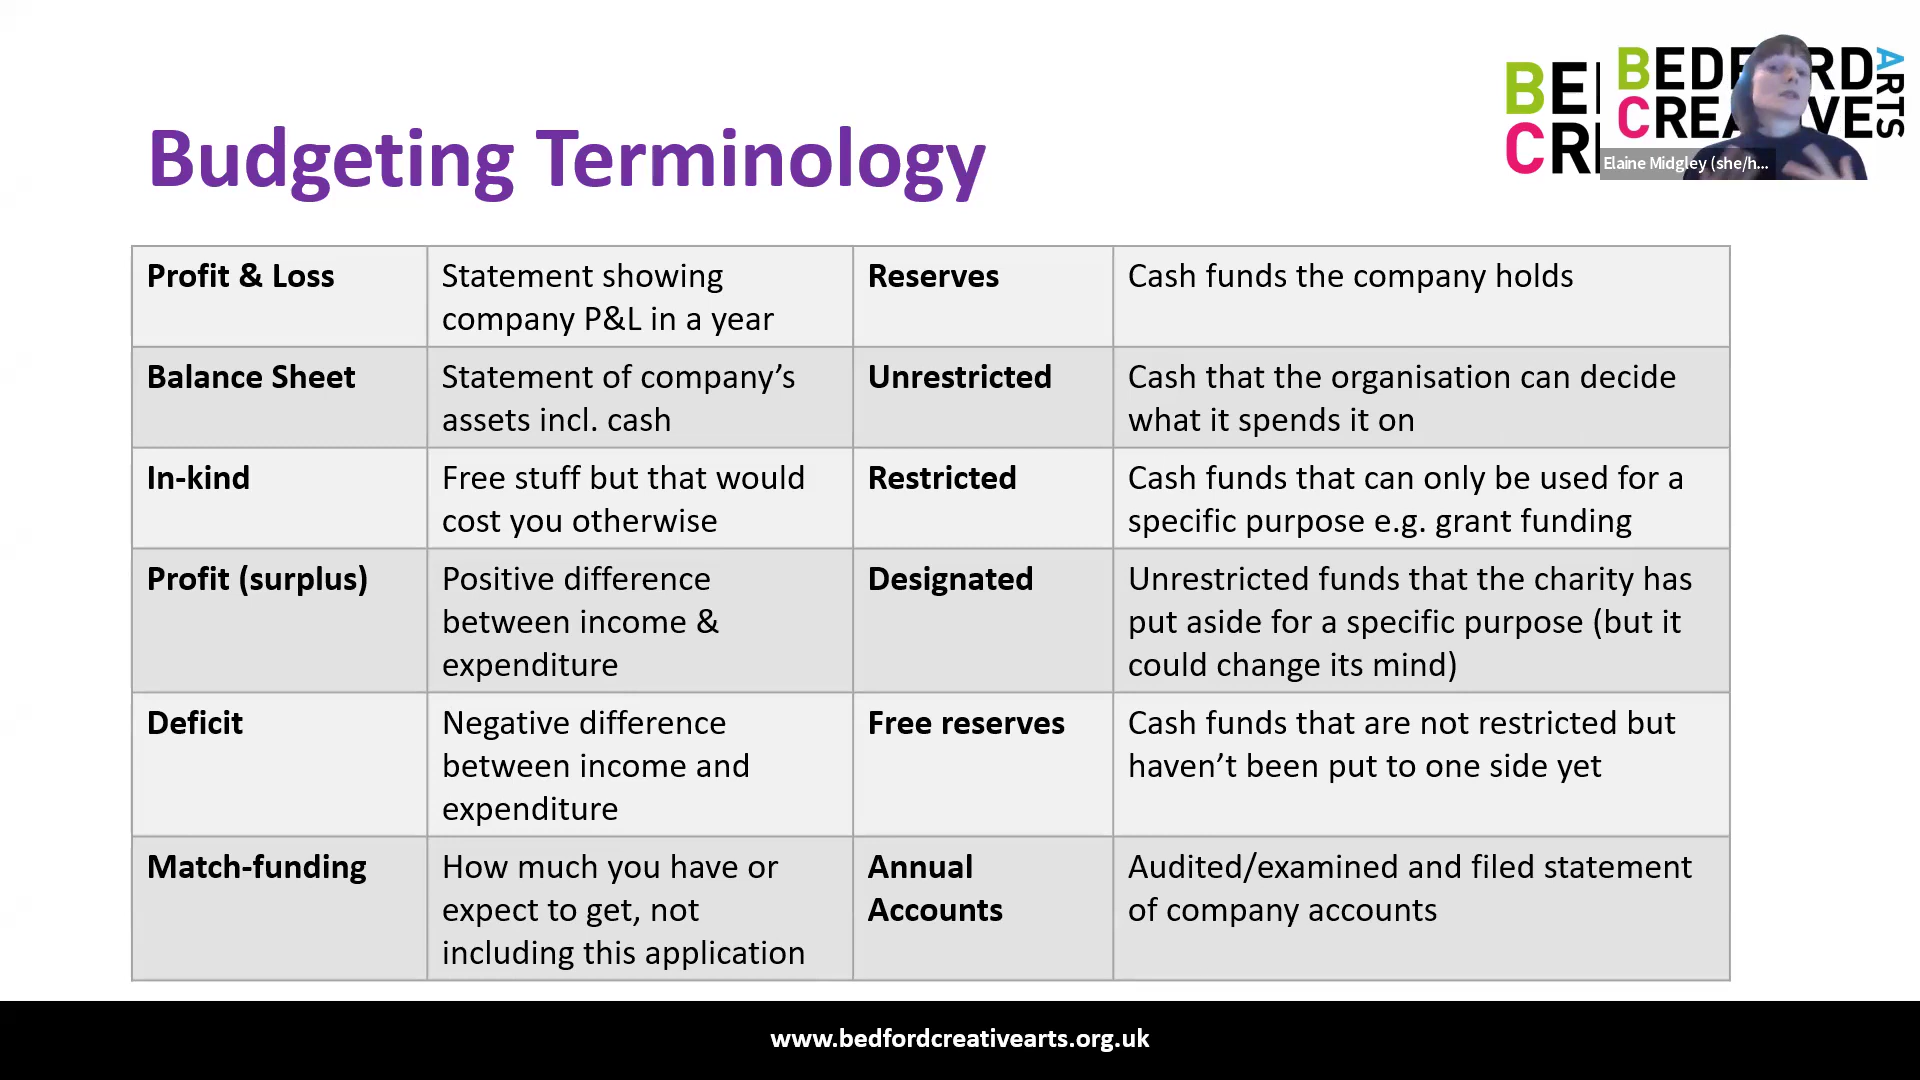 BEDFORD
CREATIVE
ARTS
BE
CR
Elaine Midgley (she/h...
Budgeting Terminology
Profit & Loss
Statement showing
company P&L in a year
Reserves
Cash funds the company holds
Balance Sheet
Statement of company’s
assets incl. cash
Unrestricted
Cash that the organisation can decide
what it spends it on
In-kind
Free stuff but that would
cost you otherwise
Restricted
Cash funds that can only be used for a
specific purpose e.g. grant funding
Profit (surplus)
Positive difference
between income &
expenditure
Designated
Unrestricted funds that the charity has
put aside for a specific purpose (but it
could change its mind)
Deficit
Negative difference
between income and
expenditure
Free reserves
Cash funds that are not restricted but
haven’t been put to one side yet
Match-funding
How much you have or
expect to get, not
including this application
Annual
Accounts
Audited/examined and filed statement
of company accounts
www.bedfordcreativearts.org.uk